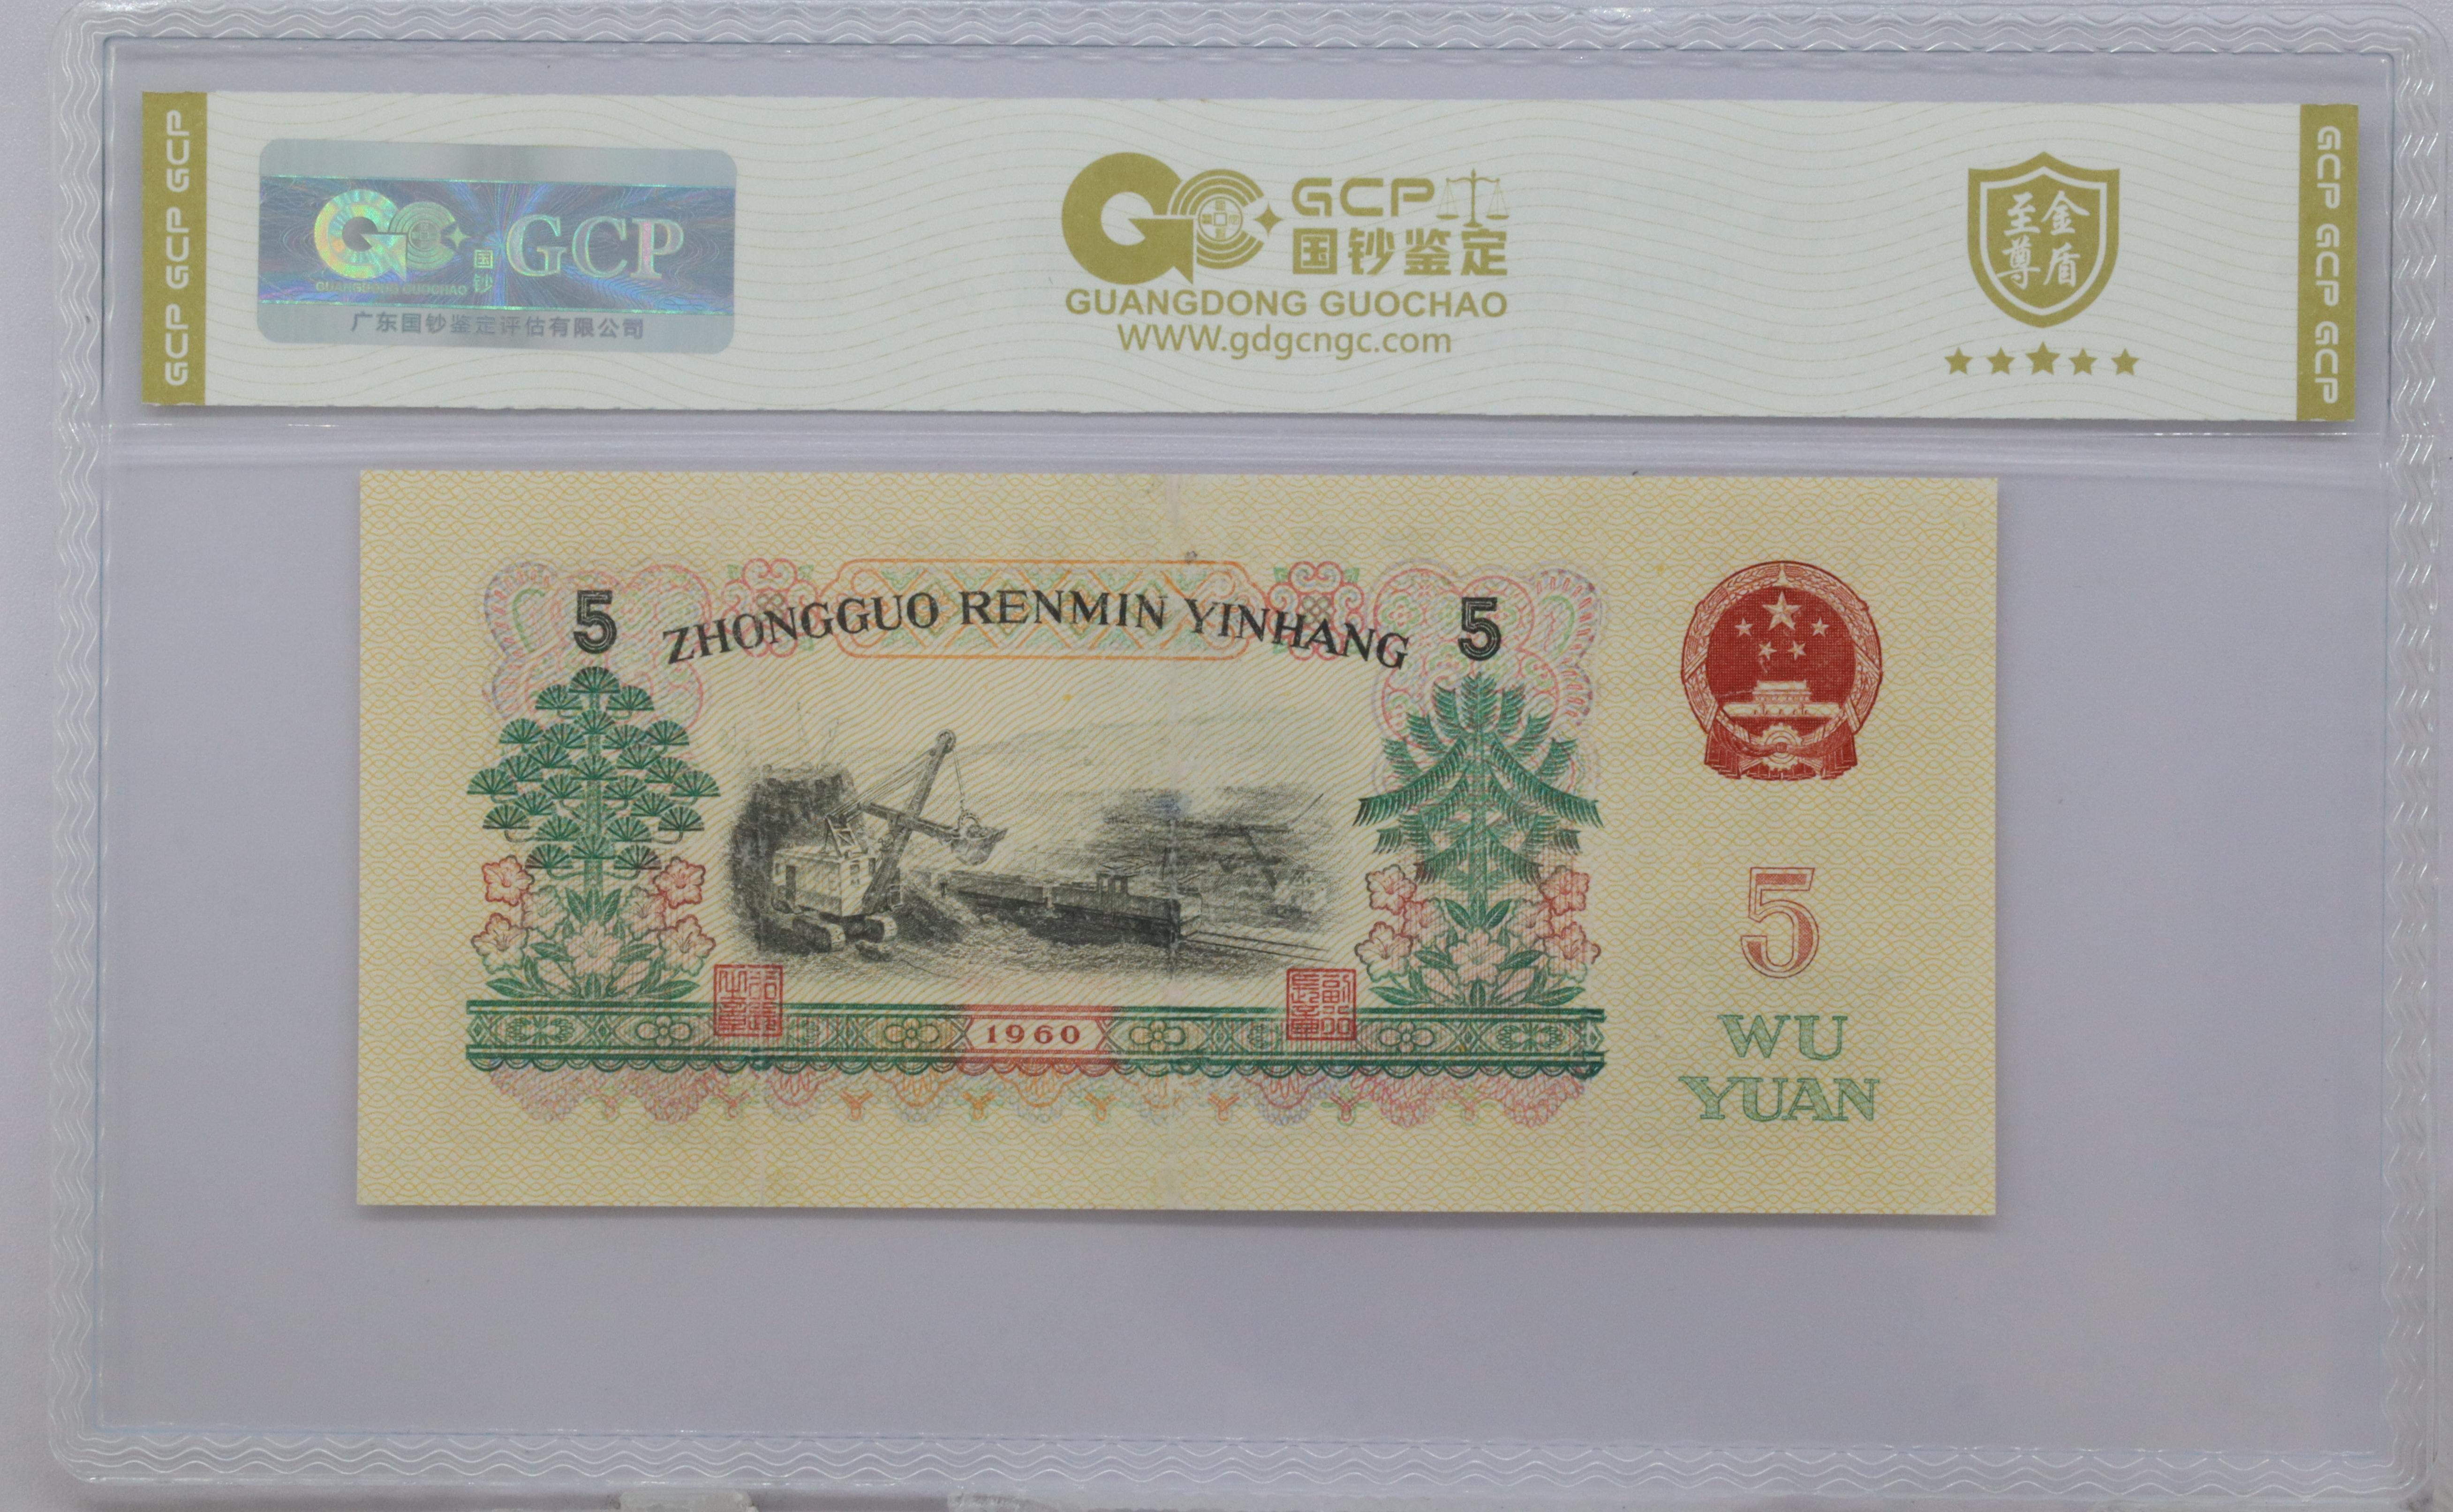 GCP GCP GCP
GUANGDONG GUOCHAO
国钞
GCP
广东国钞鉴定评估有限公司
GCP
国钞鉴定
GUANGDONG GUOCHAO
WWW.gdgcngc.com
至尊金盾
GCP GCP GCP
5
ZHONGGUO RENMIN YINHANG
5
1960
5
WU
YUAN